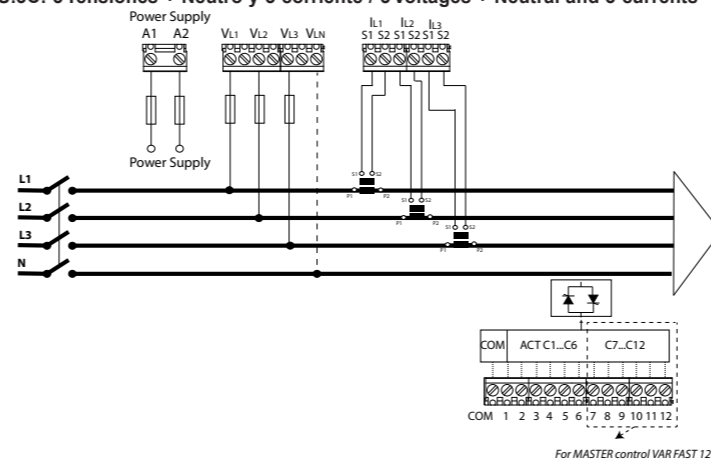 3 Tensiones + Neutro y 3 corriente / 3 voltages + Neutral and 3 currents
Power Supply
A1 A2 VL1 VL2 VL3 VLN
IL1 IL2 IL3
S1 S2 S1 S2 S1 S2
Power Supply
S1 S2
L1
P1 P2
S1 S2
L2
P1 P2
S1 S2
L3
P1 P2
N
COM ACT C1...C6 C7...C12
COM 1 2 3 4 5 6 7 8 9 10 11 12
For MASTER control VAR FAST 12